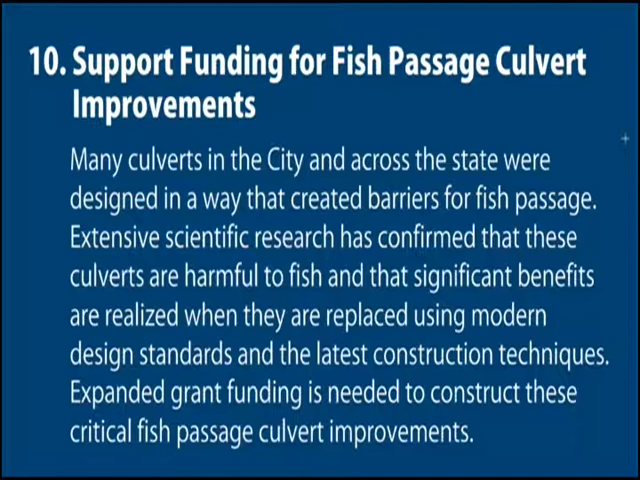 10. Support Funding for Fish Passage Culvert
Improvements
Many culverts in the City and across the state were
designed in a way that created barriers for fish passage.
Extensive scientific research has confirmed that these
culverts are harmful to fish and that significant benefits
are realized when they are replaced using modern
design standards and the latest construction techniques.
Expanded grant funding is needed to construct these
critical fish passage culvert improvements.